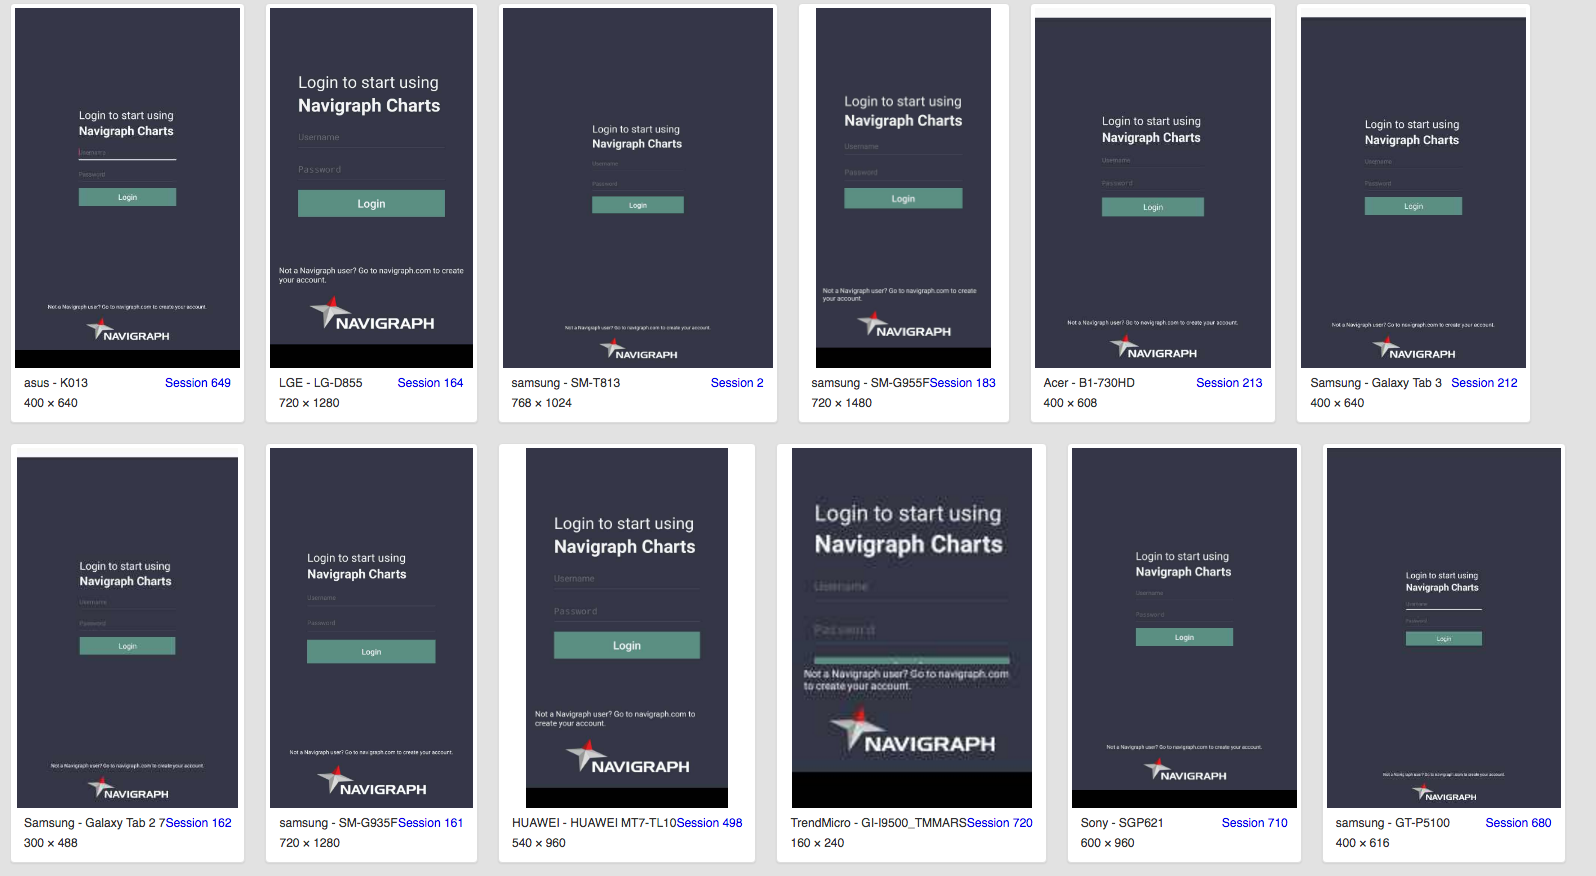 Login to start using
Navigraph Charts
Username
Password
Login
Not a Navigraph user? Go to navigraph.com to create your account.
NAVIGRAPH
asus - K013 Session 649
400 × 640
Login to start using
Navigraph Charts
Username
Password
Login
Not a Navigraph user? Go to navigraph.com to create
your account.
NAVIGRAPH
LGE - LG-D855 Session 164
720 × 1280
Login to start using
Navigraph Charts
Username
Password
Login
Not a Navigraph user? Go to navigraph.com to create your account.
NAVIGRAPH
samsung - SM-T813 Session 2
768 × 1024
Login to start using
Navigraph Charts
Username
Password
Login
Not a Navigraph user? Go to navigraph.com to create
your account.
NAVIGRAPH
samsung - SM-G955FSession 183
720 × 1480
Login to start using
Navigraph Charts
Username
Password
Login
Not a Navigraph user? Go to navigraph.com to create your account.
NAVIGRAPH
Acer - B1-730HD Session 213
400 × 608
Login to start using
Navigraph Charts
Username
Password
Login
Not a Navigraph user? Go to navigraph.com to create your account.
NAVIGRAPH
Samsung - Galaxy Tab 3 Session 212
400 × 640
Login to start using
Navigraph Charts
Username
Password
Login
Not a Navigraph user? Go to navigraph.com to create your account.
NAVIGRAPH
Samsung - Galaxy Tab 2 7Session 162
300 × 488
Login to start using
Navigraph Charts
Username
Password
Login
Not a Navigraph user? Go to navigraph.com to create your account.
NAVIGRAPH
samsung - SM-G935FSession 161
720 × 1280
Login to start using
Navigraph Charts
Username
Password
Login
Not a Navigraph user? Go to navigraph.com to
create your account.
NAVIGRAPH
HUAWEI - HUAWEI MT7-TL10Session 498
540 × 960
Login to start using
Navigraph Charts
Username
Password
Not a Navigraph user? Go to navigraph.com
to create your account.
NAVIGRAPH
TrendMicro - GI-I9500_TMMARSSession 720
160 × 240
Login to start using
Navigraph Charts
Username
Password
Login
Not a Navigraph user? Go to navigraph.com to create your account.
NAVIGRAPH
Sony - SGP621 Session 710
600 × 960
Login to start using
Navigraph Charts
Username
Password
Login
Not a Navigraph user? Go to navigraph.com to create your account.
NAVIGRAPH
samsung - GT-P5100 Session 680
400 × 616